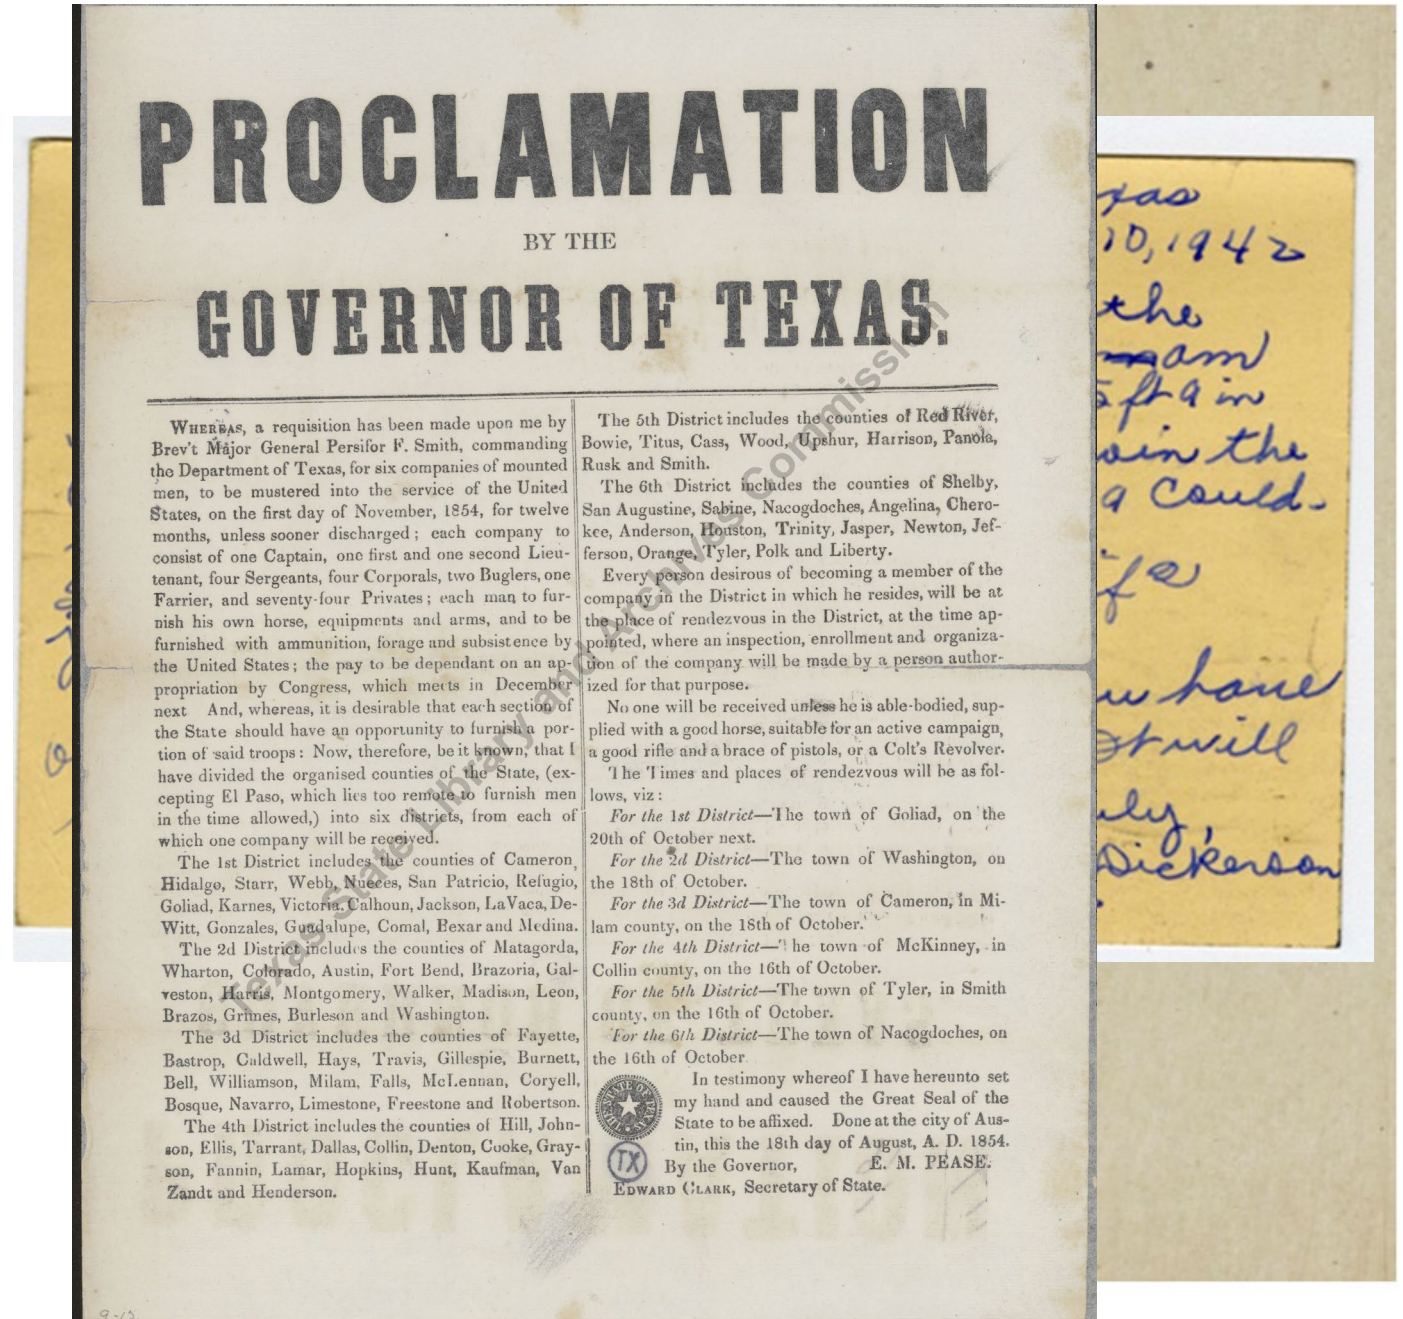 PROCLAMATION
BY THE
GOVERNOR OF TEXAS.
WHEREAS, a requisition has been made upon me by
Brev't Major General Persifor F. Smith, commanding
the Department of Texas, for six companies of mounted
men, to be mustered into the service of the United
States, on the first day of November, 1854, for twelve
months, unless sooner discharged; each company to
consist of one Captain, one first and one second Lieu-
tenant, four Sergeants, four Corporals, two Buglers, one
Farrier, and seventy-four Privates; each man to fur-
nish his own horse, equipments and arms, and to be
furnished with ammunition, forage and subsistence by
the United States; the pay to be dependant on an ap-
propriation by Congress, which meets in December
next And, whereas, it is desirable that each section of
the State should have an opportunity to furnish a por-
tion of said troops: Now, therefore, be it known, that I
have divided the organised counties of the State, (ex-
cepting El Paso, which lies too remote to furnish men
in the time allowed,) into six districts, from each of
which one company will be received.
The 1st District includes the counties of Cameron,
Hidalgo, Starr, Webb, Nueces, San Patricio, Refugio,
Goliad, Karnes, Victoria, Calhoun, Jackson, LaVaca, De-
Witt, Gonzales, Guadalupe, Comal, Bexar and Medina.
The 2d District includes the counties of Matagorda,
Wharton, Colorado, Austin, Fort Bend, Brazoria, Gal-
veston, Harris, Montgomery, Walker, Madison, Leon,
Brazos, Grimes, Burleson and Washington.
The 3d District includes the counties of Fayette,
Bastrop, Caldwell, Hays, Travis, Gillespie, Burnett,
Bell, Williamson, Milam, Falls, McLennan, Coryell,
Bosque, Navarro, Limestone, Freestone and Robertson.
The 4th District includes the counties of Hill, John-
son, Ellis, Tarrant, Dallas, Collin, Denton, Cooke, Gray-
son, Fannin, Lamar, Hopkins, Hunt, Kaufman, Van
Zandt and Henderson.
The 5th District includes the counties of Red River,
Bowie, Titus, Cass, Wood, Upshur, Harrison, Panola,
Rusk and Smith.
The 6th District includes the counties of Shelby,
San Augustine, Sabine, Nacogdoches, Angelina, Chero-
kee, Anderson, Houston, Trinity, Jasper, Newton, Jef-
ferson, Orange, Tyler, Polk and Liberty.
Every person desirous of becoming a member of the
company in the District in which he resides, will be at
the place of rendezvous in the District, at the time ap-
pointed, where an inspection, enrollment and organiza-
tion of the company will be made by a person author-
ized for that purpose.
No one will be received unless he is able-bodied, sup-
plied with a good horse, suitable for an active campaign,
a good rifle and a brace of pistols, or a Colt's Revolver.
The Times and places of rendezvous will be as fol-
lows, viz:
For the 1st District—The town of Goliad, on the
20th of October next.
For the 2d District—The town of Washington, on
the 18th of October.
For the 3d District—The town of Cameron, in Mi-
lam county, on the 18th of October.
For the 4th District—The town of McKinney, in
Collin county, on the 16th of October.
For the 5th District—The town of Tyler, in Smith
county, on the 16th of October.
For the 6th District—The town of Nacogdoches, on
the 16th of October
In testimony whereof I have hereunto set
my hand and caused the Great Seal of the
State to be affixed. Done at the city of Aus-
tin, this the 18th day of August, A. D. 1854.
By the Governor, E. M. PEASE.
EDWARD CLARK, Secretary of State.
TX
Texas State Library and Archives Commission
xas
10, 1942
the
am
5 ft 9 in
oin the
a could-
if a
u have
It will
uly,
Dickerson